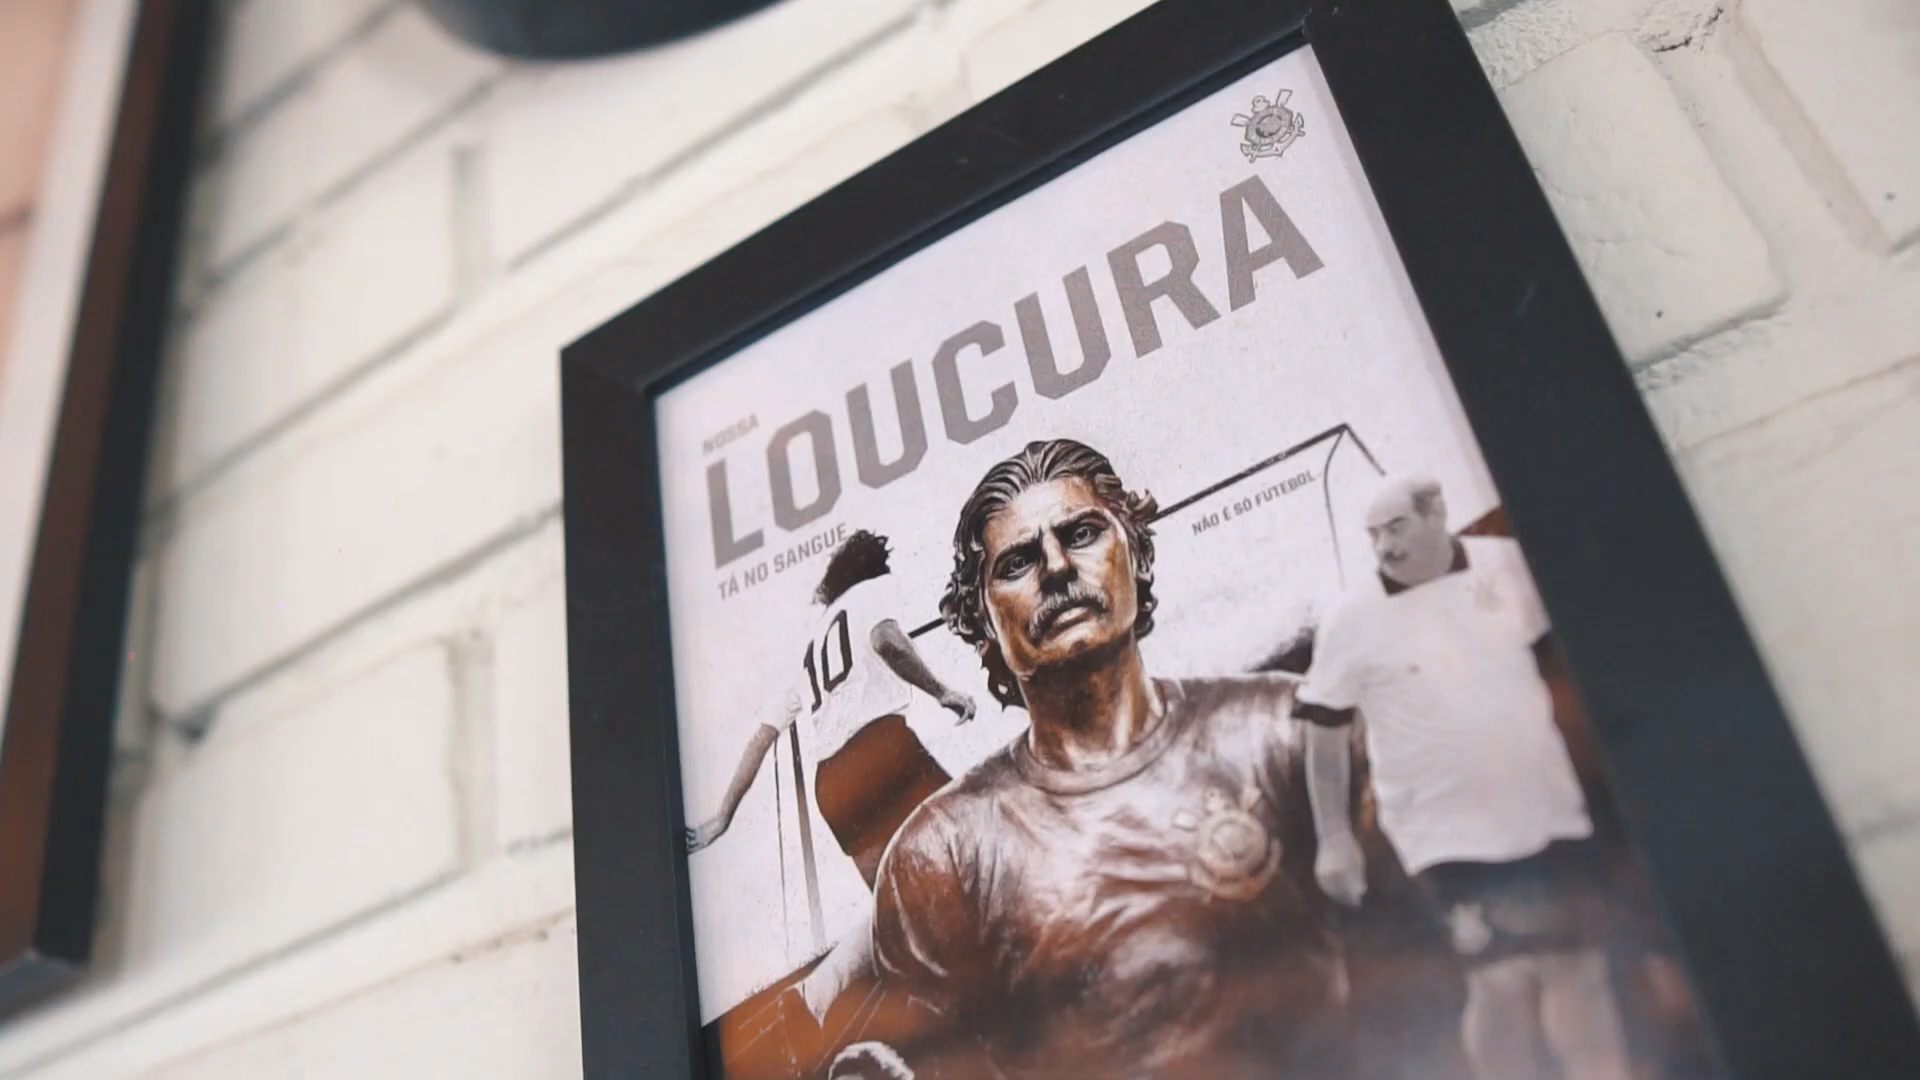 NOSSA
LOUCURA
TÁ NO SANGUE
NÃO É SÓ FUTEBOL
10